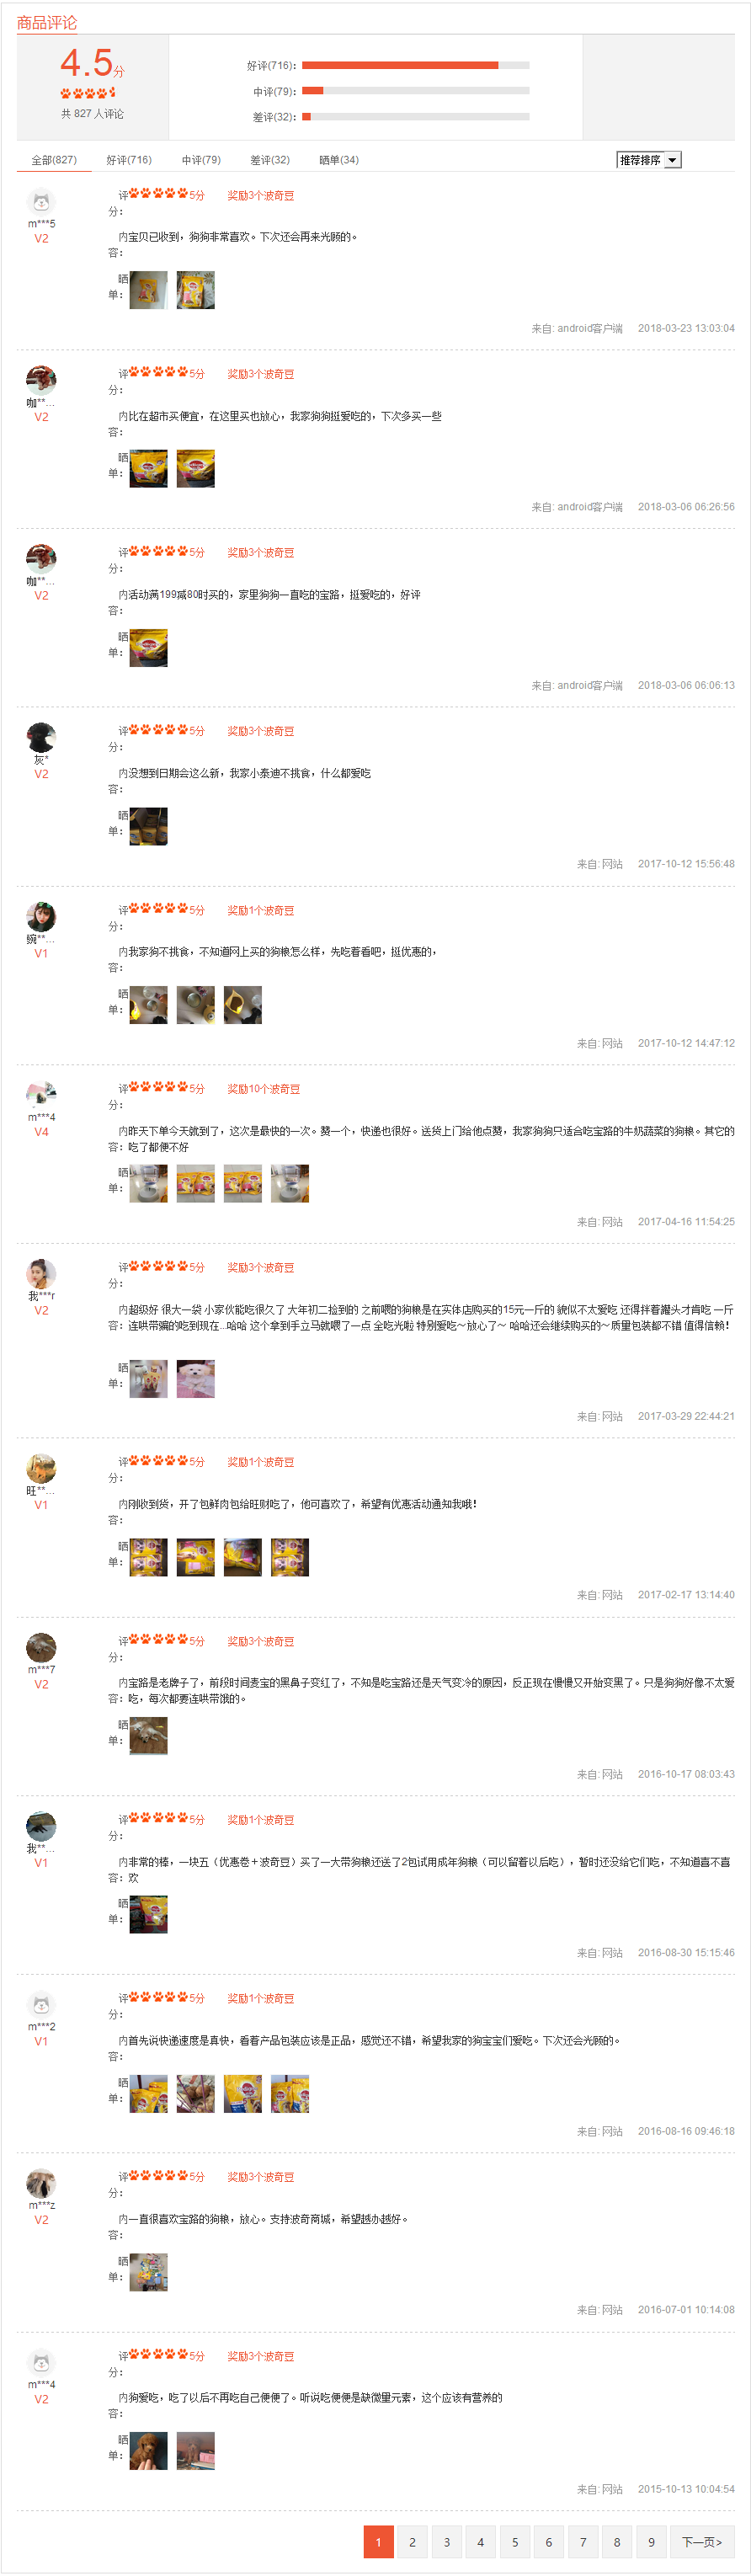 商品评论
4.5分
共 827 人评论
好评(716):
中评(79):
差评(32):
全部(827) 好评(716) 中评(79) 差评(32) 晒单(34) 推荐排序
m***5
V2
评分: 5分 奖励3个波奇豆
内容: 宝贝已收到，狗狗非常喜欢。下次还会再来光顾的。
晒单:
来自: android客户端 2018-03-23 13:03:04
咖**...
V2
评分: 5分 奖励3个波奇豆
内容: 比在超市买便宜，在这里买也放心，我家狗狗挺爱吃的，下次多买一些
晒单:
来自: android客户端 2018-03-06 06:26:56
咖**...
V2
评分: 5分 奖励3个波奇豆
内容: 活动满199减80时买的，家里狗狗一直吃的宝路，挺爱吃的，好评
晒单:
来自: android客户端 2018-03-06 06:06:13
灰*
V2
评分: 5分 奖励3个波奇豆
内容: 没想到日期会这么新，我家小泰迪不挑食，什么都爱吃
晒单:
来自: 网站 2017-10-12 15:56:48
婉**...
V1
评分: 5分 奖励1个波奇豆
内容: 我家狗不挑食，不知道网上买的狗粮怎么样，先吃着看吧，挺优惠的，
晒单:
来自: 网站 2017-10-12 14:47:12
m***4
V4
评分: 5分 奖励10个波奇豆
内容: 昨天下单今天就到了，这次是最快的一次。赞一个，快递也很好。送货上门给他点赞，我家狗狗只适合吃宝路的牛奶蔬菜的狗粮。其它的
吃了都便不好
晒单:
来自: 网站 2017-04-16 11:54:25
我***r
V2
评分: 5分 奖励3个波奇豆
内容: 超级好 很大一袋 小家伙能吃很久了 大年初二捡到的 之前喂的狗粮是在实体店购买的15元一斤的 貌似不太爱吃 还得拌着罐头才肯吃 一斤
连哄带骗的吃到现在...哈哈 这个拿到手立马就喂了一点 全吃光啦 特别爱吃～放心了～ 哈哈还会继续购买的～质量包装都不错 值得信赖！
晒单:
来自: 网站 2017-03-29 22:44:21
旺**...
V1
评分: 5分 奖励1个波奇豆
内容: 刚收到货，开了包鲜肉包给旺财吃了，他可喜欢了，希望有优惠活动通知我哦！
晒单:
来自: 网站 2017-02-17 13:14:40
m***7
V2
评分: 5分 奖励3个波奇豆
内容: 宝路是老牌子了，前段时间麦宝的黑鼻子变红了，不知是吃宝路还是天气变冷的原因，反正现在慢慢又开始变黑了。只是狗狗好像不太爱
吃，每次都要连哄带饿的。
晒单:
来自: 网站 2016-10-17 08:03:43
我**...
V1
评分: 5分 奖励1个波奇豆
内容: 非常的棒，一块五（优惠卷＋波奇豆）买了一大带狗粮还送了2包试用成年狗粮（可以留着以后吃），暂时还没给它们吃，不知道喜不喜
欢
晒单:
来自: 网站 2016-08-30 15:15:46
m***2
V1
评分: 5分 奖励1个波奇豆
内容: 首先说快递速度是真快，看着产品包装应该是正品，感觉还不错，希望我家的狗宝宝们爱吃。下次还会光顾的。
晒单:
来自: 网站 2016-08-16 09:46:18
m***z
V2
评分: 5分 奖励3个波奇豆
内容: 一直很喜欢宝路的狗粮，放心。支持波奇商城，希望越办越好。
晒单:
来自: 网站 2016-07-01 10:14:08
m***4
V2
评分: 5分 奖励3个波奇豆
内容: 狗爱吃，吃了以后不再吃自己便便了。听说吃便便是缺微量元素，这个应该有营养的
晒单:
来自: 网站 2015-10-13 10:04:54
1 2 3 4 5 6 7 8 9 下一页>